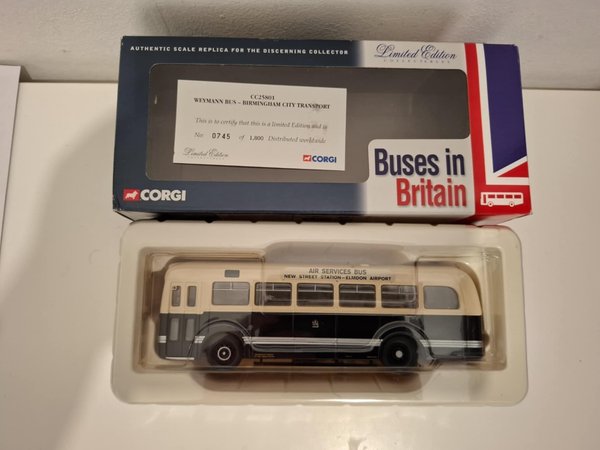 AUTHENTIC SCALE REPLICA FOR THE DISCERNING COLLECTOR
Limited Edition
COLLECTABLES
CC25801
WEYMANN BUS - BIRMINGHAM CITY TRANSPORT
This is to certify that this is a limited Edition and is
No: 0745 of 1,800 Distributed worldwide
Limited Edition
CORGI
CORGI
Buses in
Britain
AIR SERVICES BUS
NEW STREET STATION-ELMDON AIRPORT